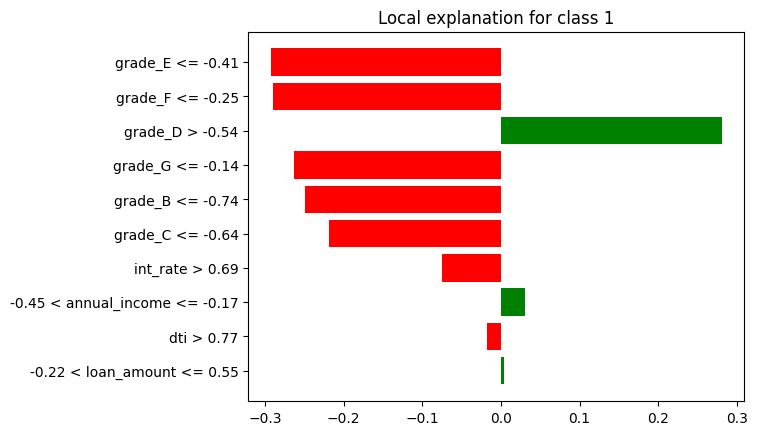 Local explanation for class 1
grade_E <= -0.41
grade_F <= -0.25
grade_D > -0.54
grade_G <= -0.14
grade_B <= -0.74
grade_C <= -0.64
int_rate > 0.69
-0.45 < annual_income <= -0.17
dti > 0.77
-0.22 < loan_amount <= 0.55
−0.3 −0.2 −0.1 0.0 0.1 0.2 0.3